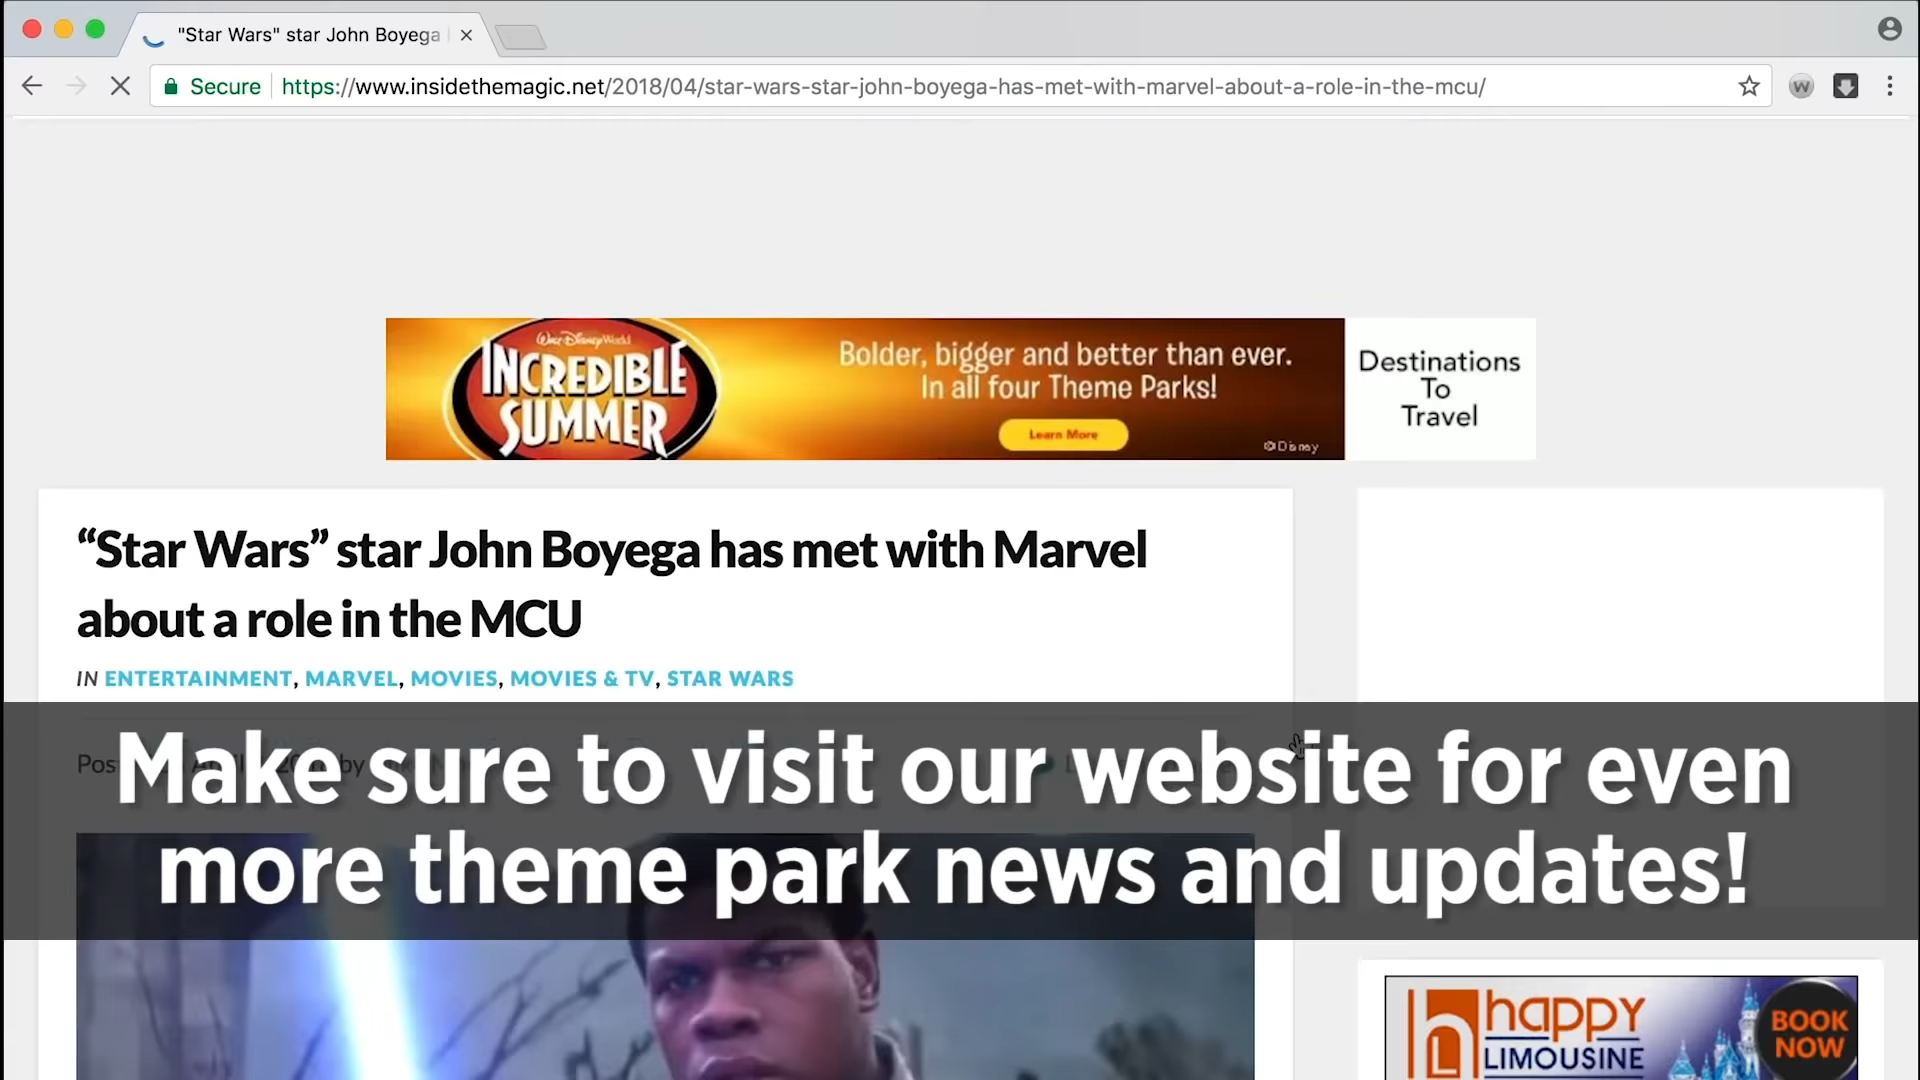 "Star Wars" star John Boyega
Secure https://www.insidethemagic.net/2018/04/star-wars-star-john-boyega-has-met-with-marvel-about-a-role-in-the-mcu/
W
Walt Disney World
INCREDIBLE
SUMMER
Bolder, bigger and better than ever.
In all four Theme Parks!
Learn More
©Disney
Destinations
To
Travel
“Star Wars” star John Boyega has met with Marvel
about a role in the MCU
IN ENTERTAINMENT, MARVEL, MOVIES, MOVIES & TV, STAR WARS
Make sure to visit our website for even
more theme park news and updates!
happy
LIMOUSINE
BOOK
NOW